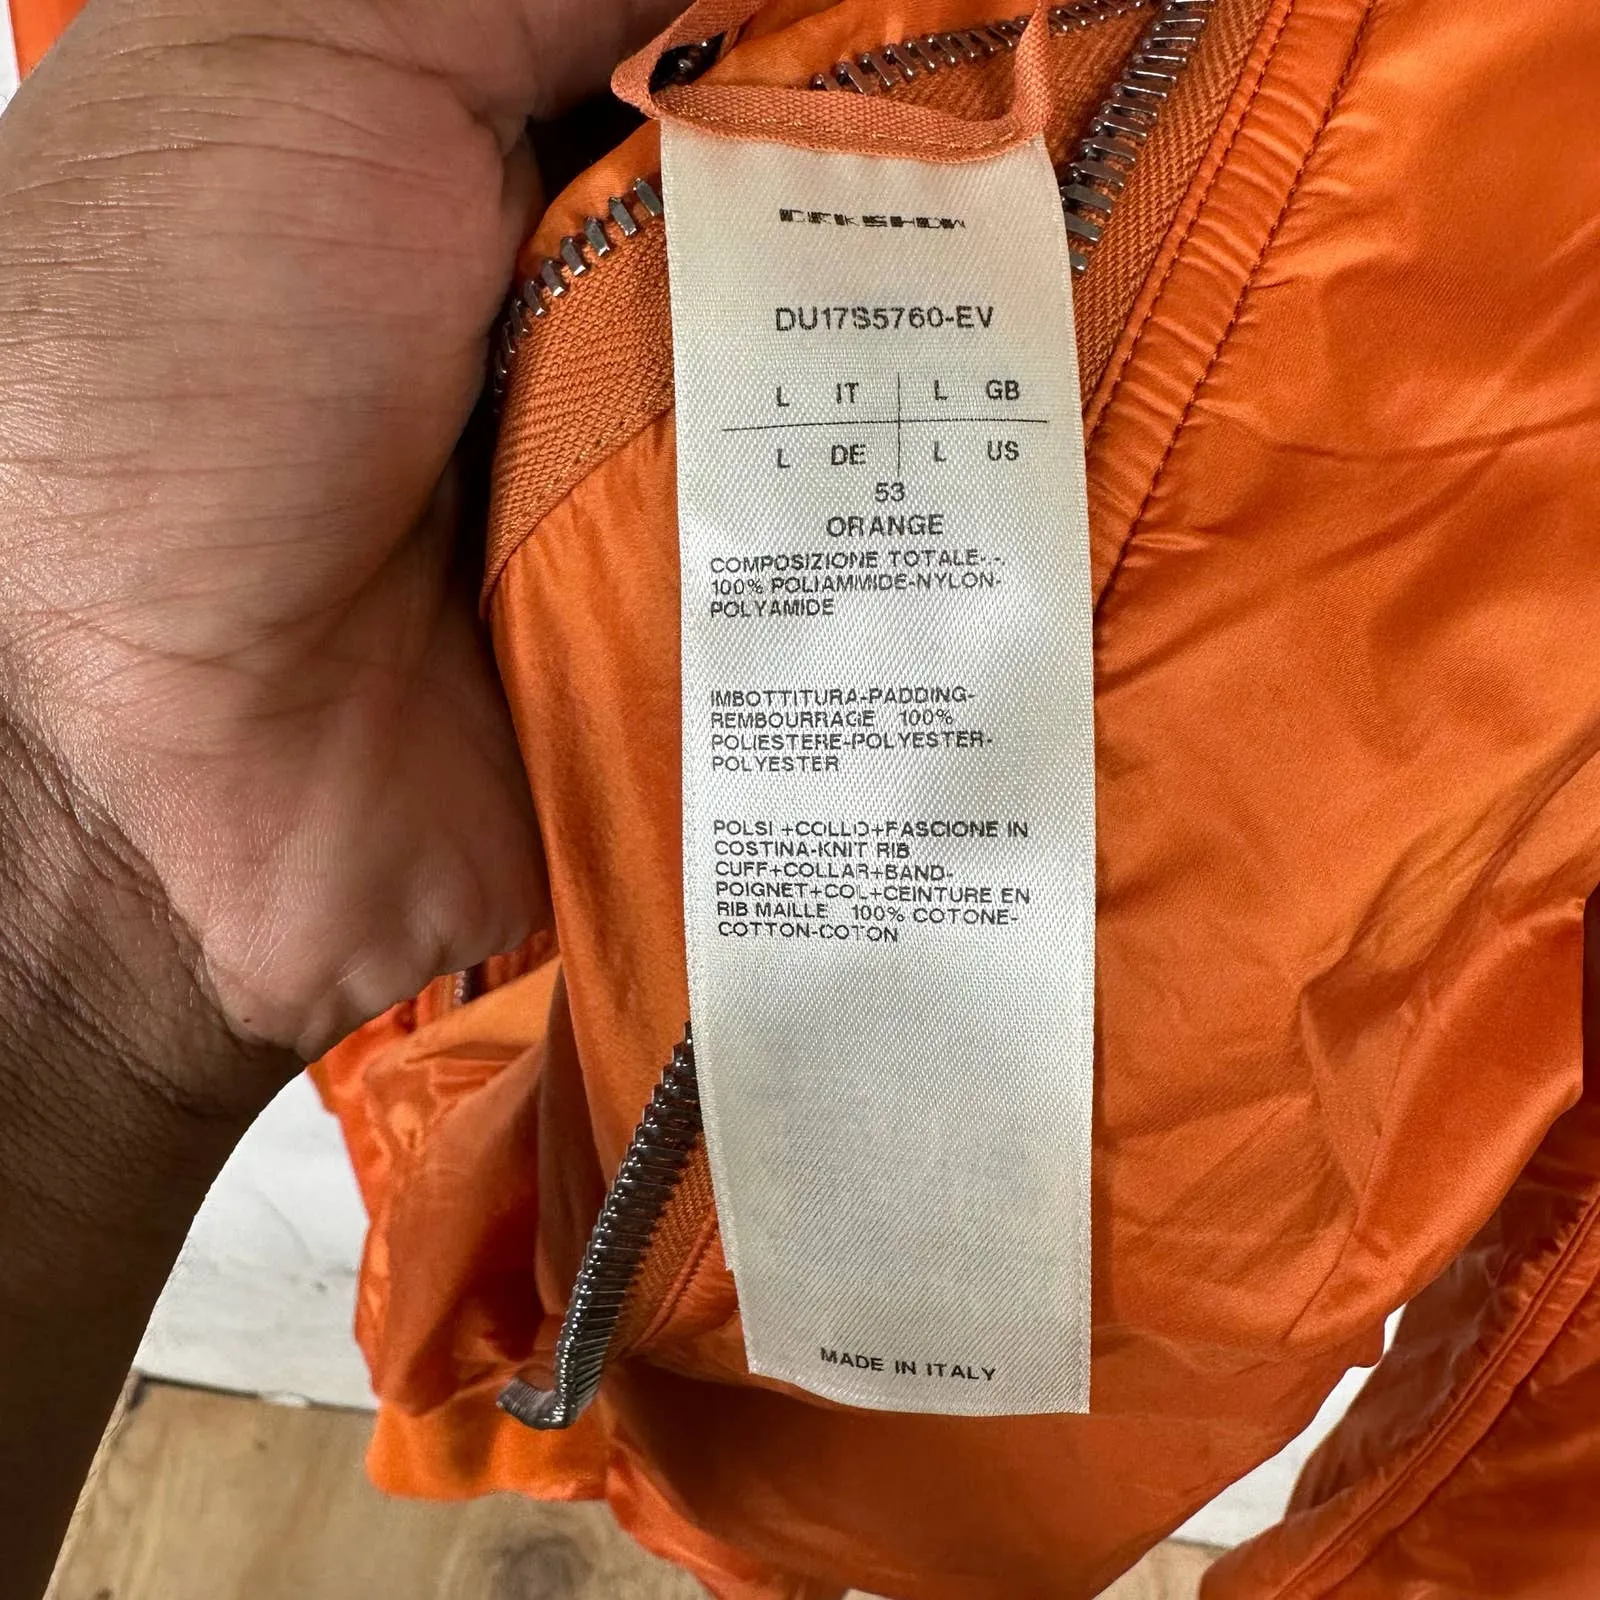 DRKSHDW
DU17S5760-EV
L IT L GB
L DE L US
53
ORANGE
COMPOSIZIONE TOTALE- -.
100% POLIAMMIDE-NYLON-
POLYAMIDE
IMBOTTITURA-PADDING-
REMBOURRAGE 100%
POLIESTERE-POLYESTER-
POLYESTER
POLSI +COLLO+FASCIONE IN
COSTINA-KNIT RIB
CUFF+COLLAR+BAND-
POIGNET+COL+CEINTURE EN
RIB MAILLE 100% COTONE-
COTTON-COTON
MADE IN ITALY